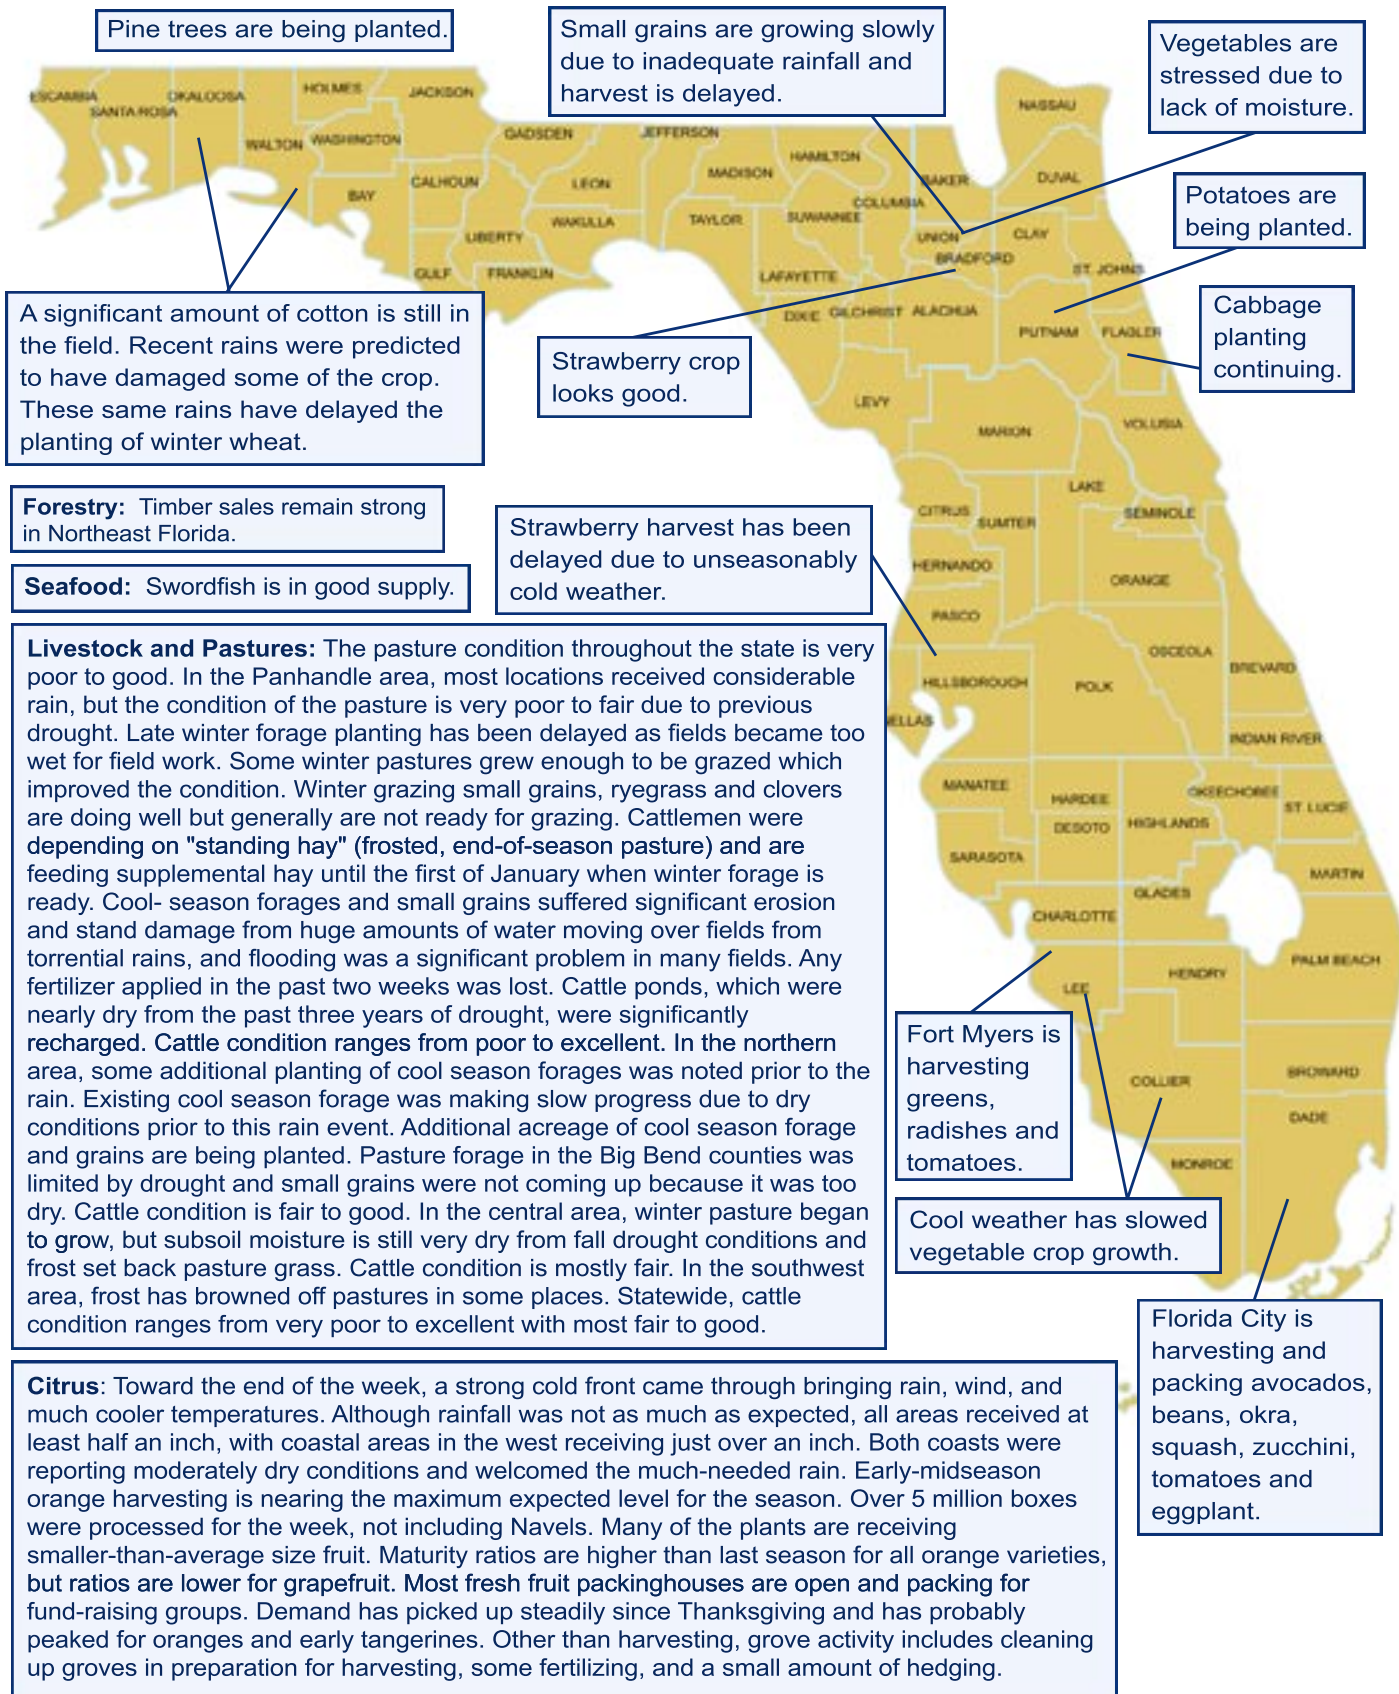 Pine trees are being planted.
Small grains are growing slowly
due to inadequate rainfall and
harvest is delayed.
Vegetables are
stressed due to
lack of moisture.
Potatoes are
being planted.
Cabbage
planting
continuing.
ESCAMBIA
SANTA ROSA
OKALOOSA
HOLMES
JACKSON
WALTON
WASHINGTON
BAY
CALHOUN
GADSDEN
LEON
JEFFERSON
WAKULLA
LIBERTY
GULF
FRANKLIN
MADISON
HAMILTON
TAYLOR
SUWANNEE
COLUMBIA
BAKER
NASSAU
DUVAL
UNION
BRADFORD
CLAY
ST. JOHNS
LAFAYETTE
DIXIE
GILCHRIST
ALACHUA
PUTNAM
FLAGLER
LEVY
MARION
VOLUSIA
LAKE
CITRUS
SUMTER
SEMINOLE
HERNANDO
ORANGE
PASCO
OSCEOLA
BREVARD
HILLSBOROUGH
POLK
ELLAS
INDIAN RIVER
MANATEE
HARDEE
OKEECHOBEE
ST LUCIE
DESOTO
HIGHLANDS
SARASOTA
MARTIN
GLADES
CHARLOTTE
HENDRY
PALM BEACH
LEE
COLLIER
BROWARD
DADE
MONROE
A significant amount of cotton is still in
the field. Recent rains were predicted
to have damaged some of the crop.
These same rains have delayed the
planting of winter wheat.
Strawberry crop
looks good.
Forestry: Timber sales remain strong
in Northeast Florida.
Seafood: Swordfish is in good supply.
Strawberry harvest has been
delayed due to unseasonably
cold weather.
Livestock and Pastures: The pasture condition throughout the state is very
poor to good. In the Panhandle area, most locations received considerable
rain, but the condition of the pasture is very poor to fair due to previous
drought. Late winter forage planting has been delayed as fields became too
wet for field work. Some winter pastures grew enough to be grazed which
improved the condition. Winter grazing small grains, ryegrass and clovers
are doing well but generally are not ready for grazing. Cattlemen were
depending on "standing hay" (frosted, end-of-season pasture) and are
feeding supplemental hay until the first of January when winter forage is
ready. Cool- season forages and small grains suffered significant erosion
and stand damage from huge amounts of water moving over fields from
torrential rains, and flooding was a significant problem in many fields. Any
fertilizer applied in the past two weeks was lost. Cattle ponds, which were
nearly dry from the past three years of drought, were significantly
recharged. Cattle condition ranges from poor to excellent. In the northern
area, some additional planting of cool season forages was noted prior to the
rain. Existing cool season forage was making slow progress due to dry
conditions prior to this rain event. Additional acreage of cool season forage
and grains are being planted. Pasture forage in the Big Bend counties was
limited by drought and small grains were not coming up because it was too
dry. Cattle condition is fair to good. In the central area, winter pasture began
to grow, but subsoil moisture is still very dry from fall drought conditions and
frost set back pasture grass. Cattle condition is mostly fair. In the southwest
area, frost has browned off pastures in some places. Statewide, cattle
condition ranges from very poor to excellent with most fair to good.
Fort Myers is
harvesting
greens,
radishes and
tomatoes.
Cool weather has slowed
vegetable crop growth.
Florida City is
harvesting and
packing avocados,
beans, okra,
squash, zucchini,
tomatoes and
eggplant.
Citrus: Toward the end of the week, a strong cold front came through bringing rain, wind, and
much cooler temperatures. Although rainfall was not as much as expected, all areas received at
least half an inch, with coastal areas in the west receiving just over an inch. Both coasts were
reporting moderately dry conditions and welcomed the much-needed rain. Early-midseason
orange harvesting is nearing the maximum expected level for the season. Over 5 million boxes
were processed for the week, not including Navels. Many of the plants are receiving
smaller-than-average size fruit. Maturity ratios are higher than last season for all orange varieties,
but ratios are lower for grapefruit. Most fresh fruit packinghouses are open and packing for
fund-raising groups. Demand has picked up steadily since Thanksgiving and has probably
peaked for oranges and early tangerines. Other than harvesting, grove activity includes cleaning
up groves in preparation for harvesting, some fertilizing, and a small amount of hedging.